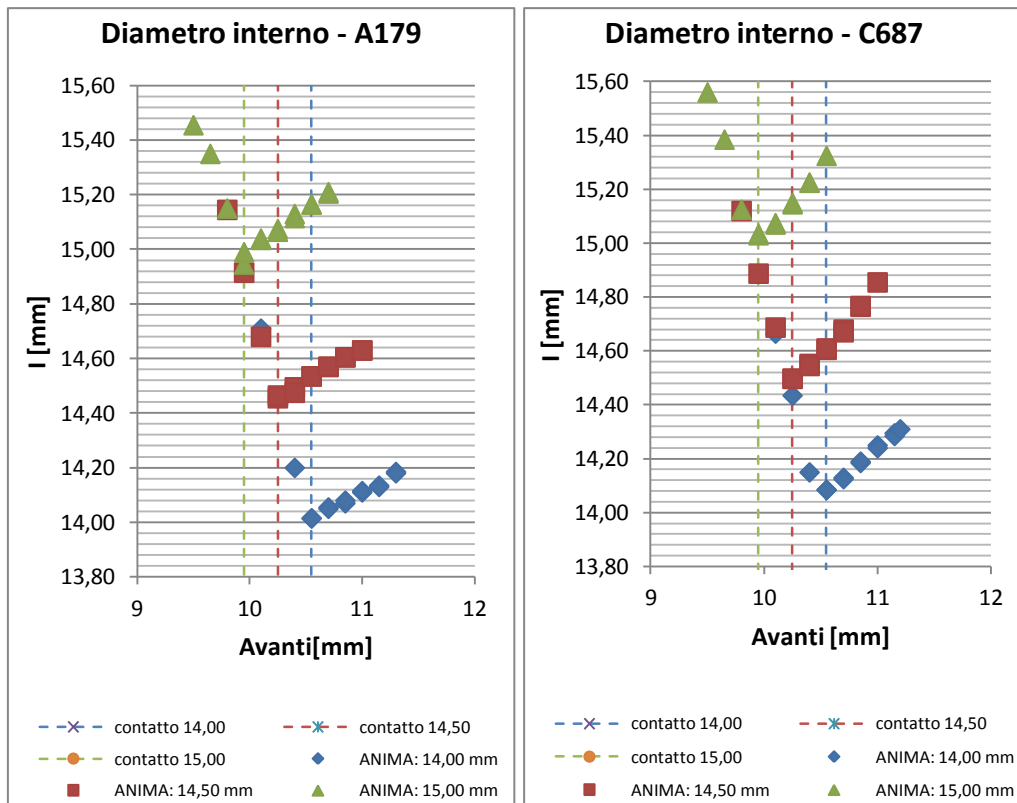 Diametro interno - A179
15,60
15,40
15,20
15,00
14,80
14,60
14,40
14,20
14,00
13,80
I [mm]
9 10 11 12
Avanti[mm]
contatto 14,00 contatto 14,50
contatto 15,00 ANIMA: 14,00 mm
ANIMA: 14,50 mm ANIMA: 15,00 mm
Diametro interno - C687
15,60
15,40
15,20
15,00
14,80
14,60
14,40
14,20
14,00
13,80
I [mm]
9 10 11 12
Avanti [mm]
contatto 14,00 contatto 14,50
contatto 15,00 ANIMA: 14,00 mm
ANIMA: 14,50 mm ANIMA: 15,00 mm